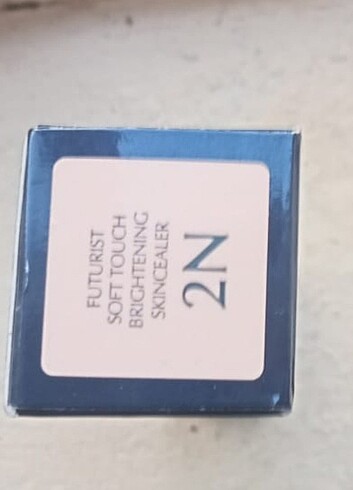 FUTURIST
SOFT TOUCH
BRIGHTENING
SKINCEALER
2N